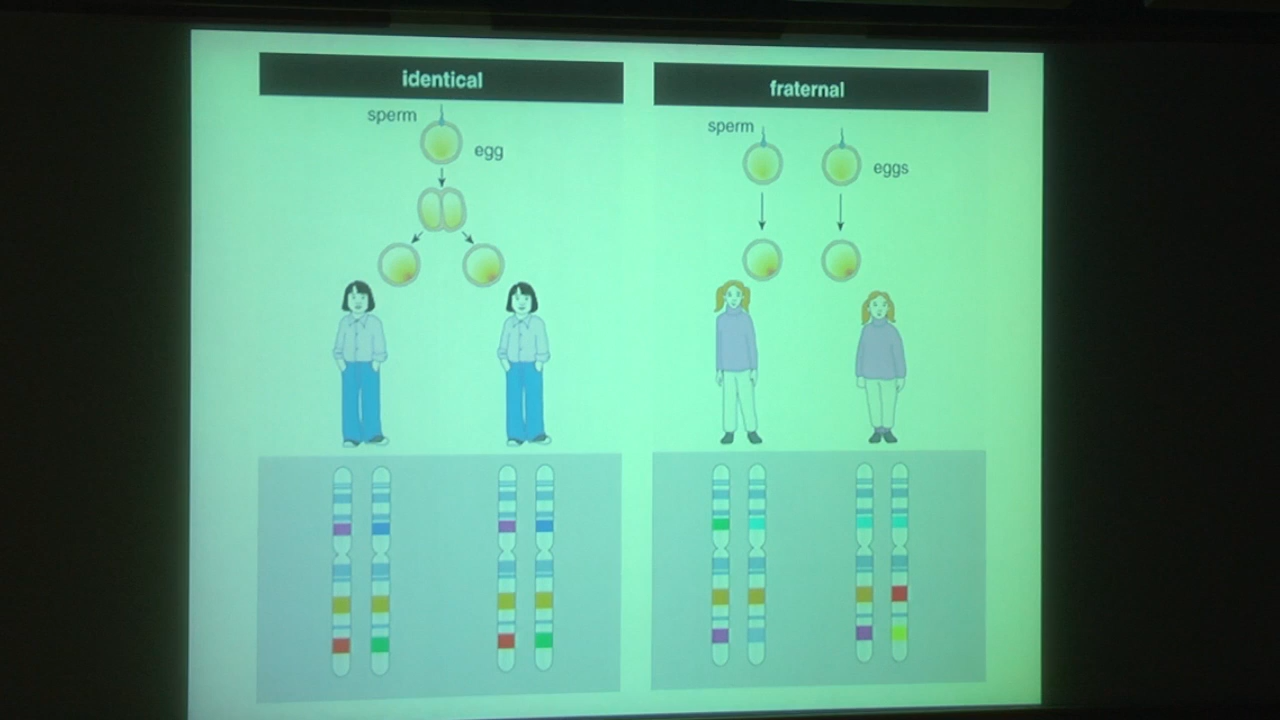 identical
sperm
egg
fraternal
sperm
eggs